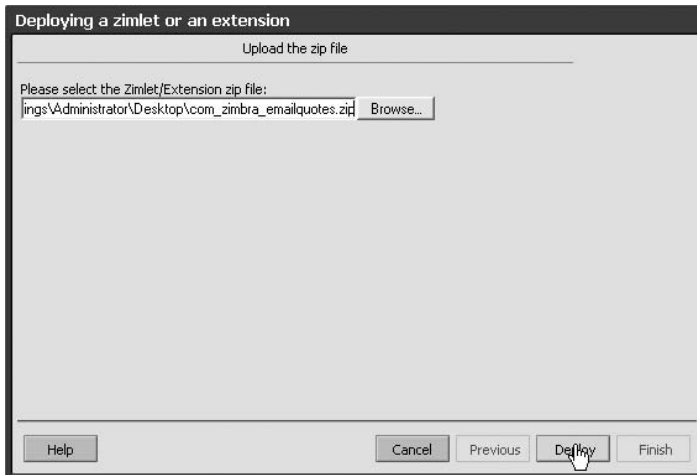 Deploying a zimlet or an extension
Upload the zip file
Please select the Zimlet/Extension zip file:
ings\Administrator\Desktop\com_zimbra_emailquotes.zip Browse...
Help Cancel Previous Deploy Finish